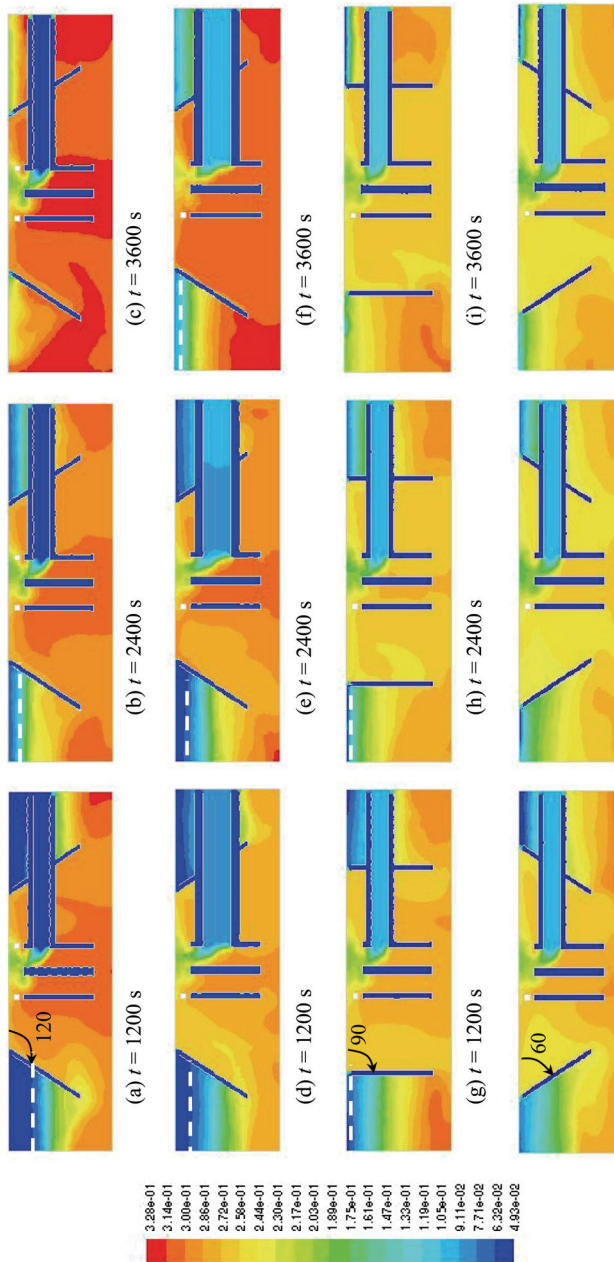 3.28e-01
3.14e-01
3.00e-01
2.86e-01
2.72e-01
2.58e-01
2.44e-01
2.30e-01
2.17e-01
2.03e-01
1.89e-01
1.75e-01
1.61e-01
1.47e-01
1.33e-01
1.19e-01
1.05e-01
9.11e-02
7.71e-02
6.32e-02
4.93e-02
120
(a) t = 1200 s
(b) t = 2400 s
(c) t = 3600 s
(d) t = 1200 s
(e) t = 2400 s
(f) t = 3600 s
90
(g) t = 1200 s
(h) t = 2400 s
(i) t = 3600 s
60